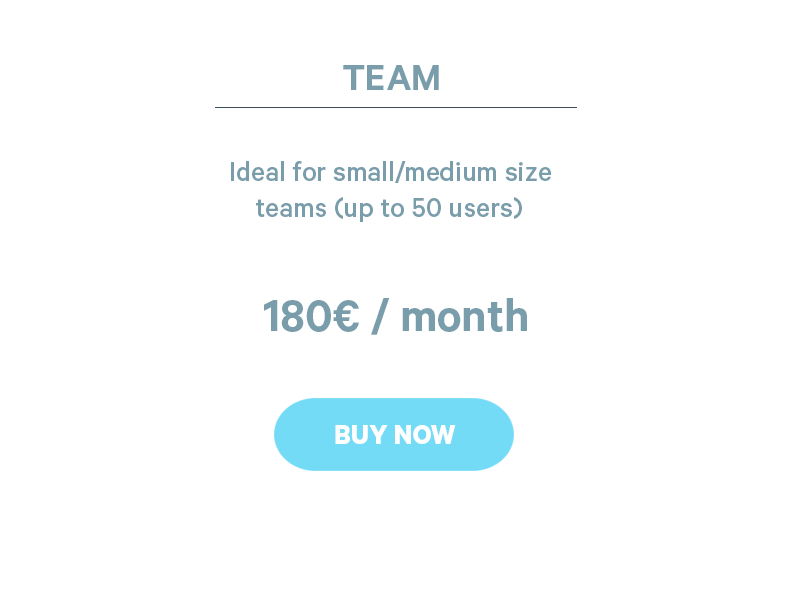 TEAM
Ideal for small/medium size
teams (up to 50 users)
180€ / month
BUY NOW